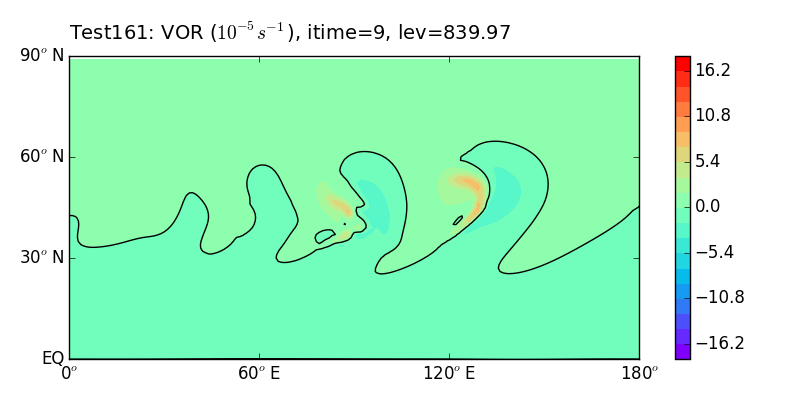 Test161: VOR (10⁻⁵s⁻¹), itime=9, lev=839.97
90° N
60° N
30° N
EQ
0° 60° E 120° E 180°
16.2
10.8
5.4
0.0
−5.4
−10.8
−16.2